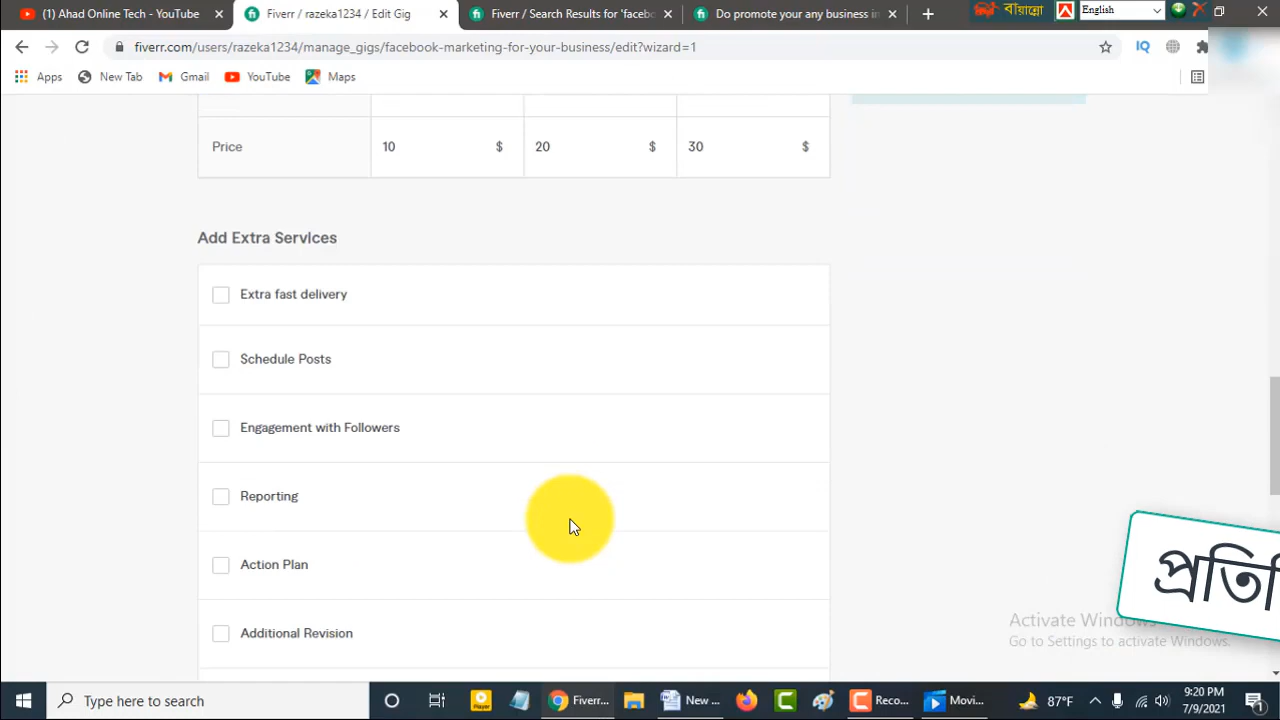 (1) Ahad Online Tech - YouTube
Fiverr / razeka1234 / Edit Gig
Fiverr / Search Results for 'facebo
Do promote your any business in
English
fiverr.com/users/razeka1234/manage_gigs/facebook-marketing-for-your-business/edit?wizard=1
IQ
Apps
New Tab
Gmail
YouTube
Maps
Price
10 $
20 $
30 $
Add Extra Services
Extra fast delivery
Schedule Posts
Engagement with Followers
Reporting
Action Plan
Additional Revision
প্রতি
Activate Windows
Go to Settings to activate Windows.
Type here to search
Fiverr...
New ...
Reco...
Movi...
87°F
9:20 PM
7/9/2021